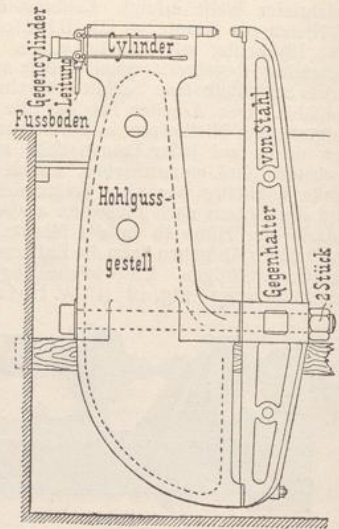 Gegencylinder
Leitung
Cylinder
Fussboden
Hohlguss-
gestell
Gegenhalter von Stahl
2 Stück